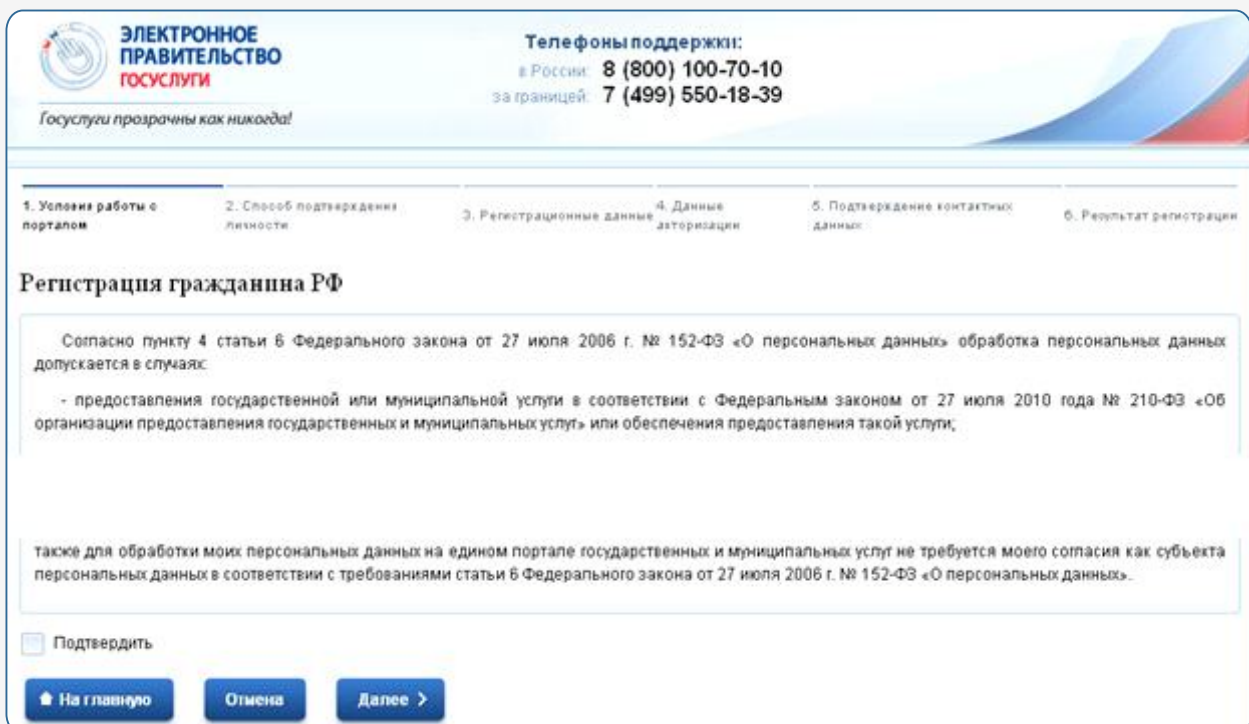 ЭЛЕКТРОННОЕ
ПРАВИТЕЛЬСТВО
ГОСУСЛУГИ
Госуслуги прозрачны как никогда!
Телефоны поддержки:
в России: 8 (800) 100-70-10
за границей: 7 (499) 550-18-39
1. Условия работы с
порталом
2. Способ подтверждения
личности
3. Регистрационные данные
4. Данные
авторизации
5. Подтверждение контактных
данных
6. Результат регистрации
Регистрация гражданина РФ
Согласно пункту 4 статьи 6 Федерального закона от 27 июля 2006 г. № 152-ФЗ «О персональных данных» обработка персональных данных
допускается в случаях:
- предоставления государственной или муниципальной услуги в соответствии с Федеральным законом от 27 июля 2010 года № 210-ФЗ «Об
организации предоставления государственных и муниципальных услуг» или обеспечения предоставления такой услуги;
также для обработки моих персональных данных на едином портале государственных и муниципальных услуг не требуется моего согласия как субъекта
персональных данных в соответствии с требованиями статьи 6 Федерального закона от 27 июля 2006 г. № 152-ФЗ «О персональных данных».
Подтвердить
На главную
Отмена
Далее >